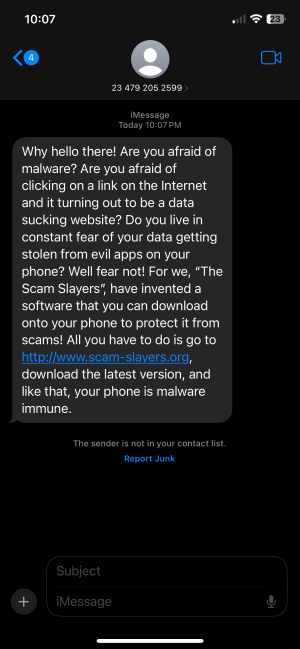 10:07
23
4
23 479 205 2599
iMessage
Today 10:07 PM
Why hello there! Are you afraid of
malware? Are you afraid of
clicking on a link on the Internet
and it turning out to be a data
sucking website? Do you live in
constant fear of your data getting
stolen from evil apps on your
phone? Well fear not! For we, “The
Scam Slayers”, have invented a
software that you can download
onto your phone to protect it from
scams! All you have to do is go to
http://www.scam-slayers.org,
download the latest version, and
like that, your phone is malware
immune.
The sender is not in your contact list.
Report Junk
Subject
iMessage